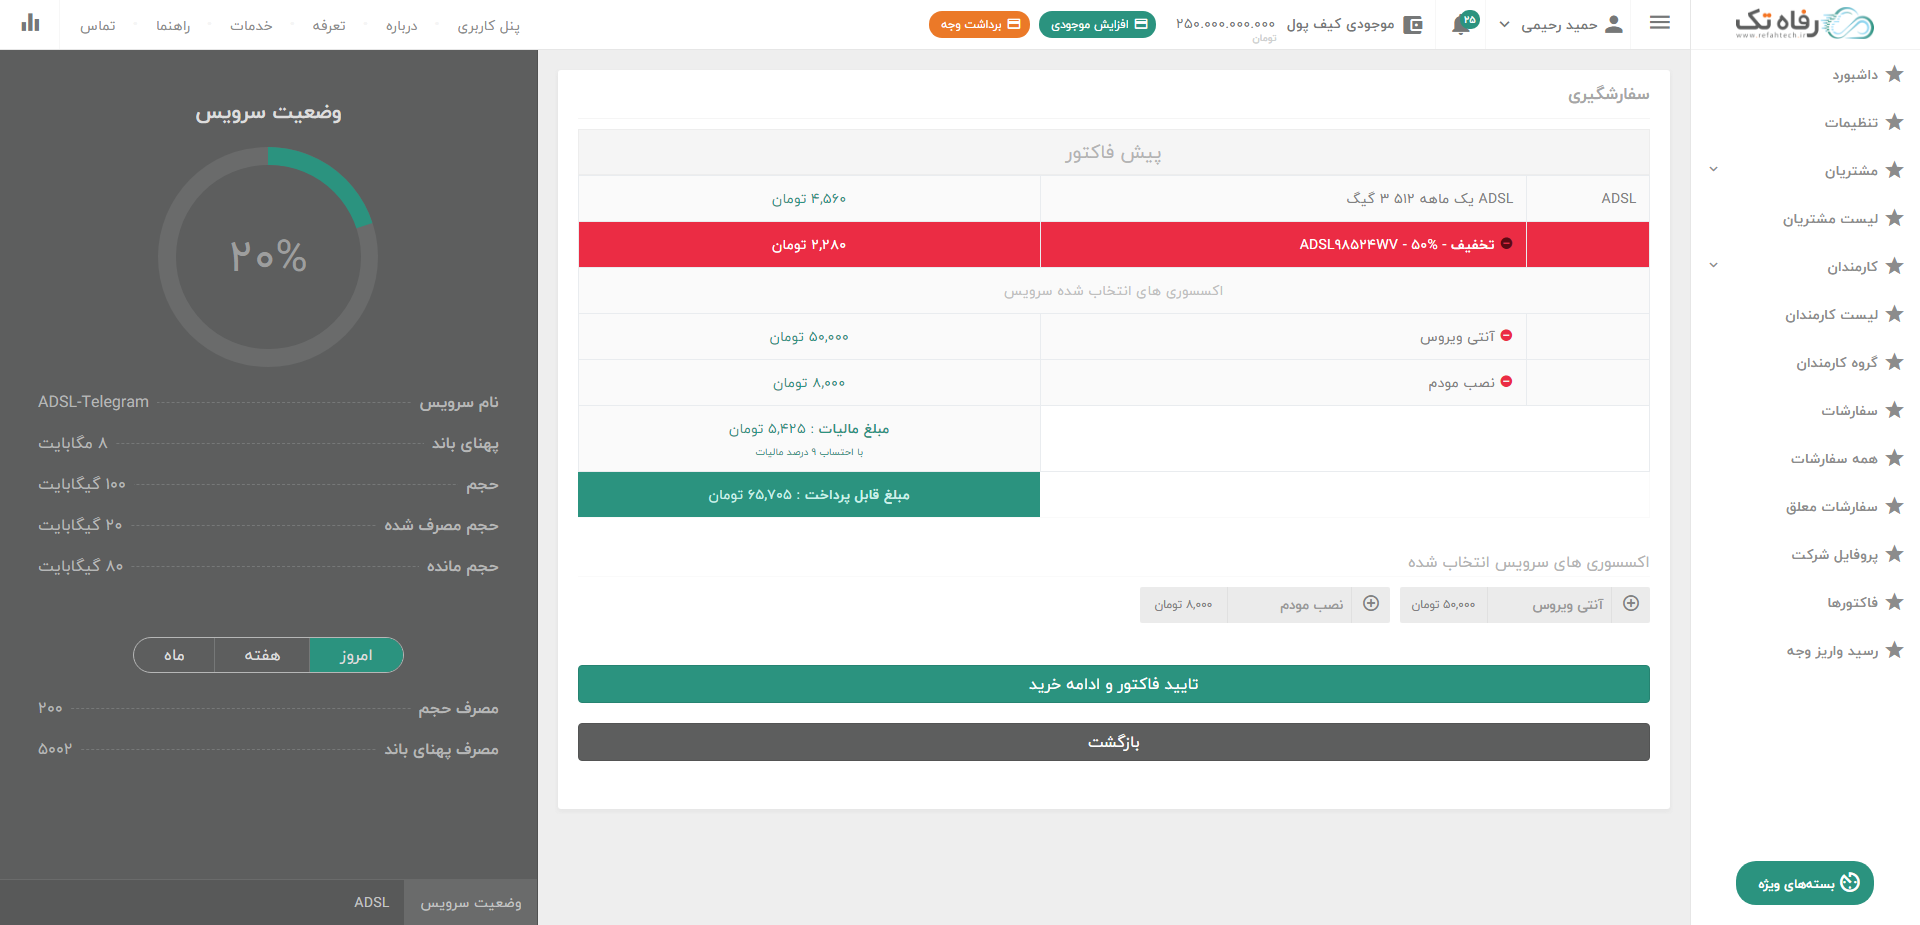 رفاه تک
www.refahtech.ir
حمید رحیمی
۲۵
موجودی کیف پول ۲۵۰.۰۰۰.۰۰۰.۰۰۰
تومان
افزایش موجودی
برداشت وجه
پنل کاربری
درباره
تعرفه
خدمات
راهنما
تماس
داشبورد
تنظیمات
مشتریان
لیست مشتریان
کارمندان
لیست کارمندان
گروه کارمندان
سفارشات
همه سفارشات
سفارشات معلق
پروفایل شرکت
فاکتورها
رسید واریز وجه
بسته‌های ویژه
سفارشگیری
پیش فاکتور
ADSL
ADSL یک ماهه ۵۱۲ ۳ گیگ
۴,۵۶۰ تومان
تخفیف - ۵۰% - ADSL۹۸۵۲۴WV
۲,۲۸۰ تومان
اکسسوری های انتخاب شده سرویس
آنتی ویروس
۵۰,۰۰۰ تومان
نصب مودم
۸,۰۰۰ تومان
مبلغ مالیات : ۵,۴۲۵ تومان
با احتساب ۹ درصد مالیات
مبلغ قابل پرداخت : ۶۵,۷۰۵ تومان
اکسسوری های سرویس انتخاب شده
آنتی ویروس
۵۰,۰۰۰ تومان
نصب مودم
۸,۰۰۰ تومان
تایید فاکتور و ادامه خرید
بازگشت
وضعیت سرویس
۲۰%
نام سرویس ADSL-Telegram
پهنای باند ۸ مگابایت
حجم ۱۰۰ گیگابایت
حجم مصرف شده ۲۰ گیگابایت
حجم مانده ۸۰ گیگابایت
امروز
هفته
ماه
مصرف حجم ۲۰۰
مصرف پهنای باند ۵۰۰۲
وضعیت سرویس
ADSL